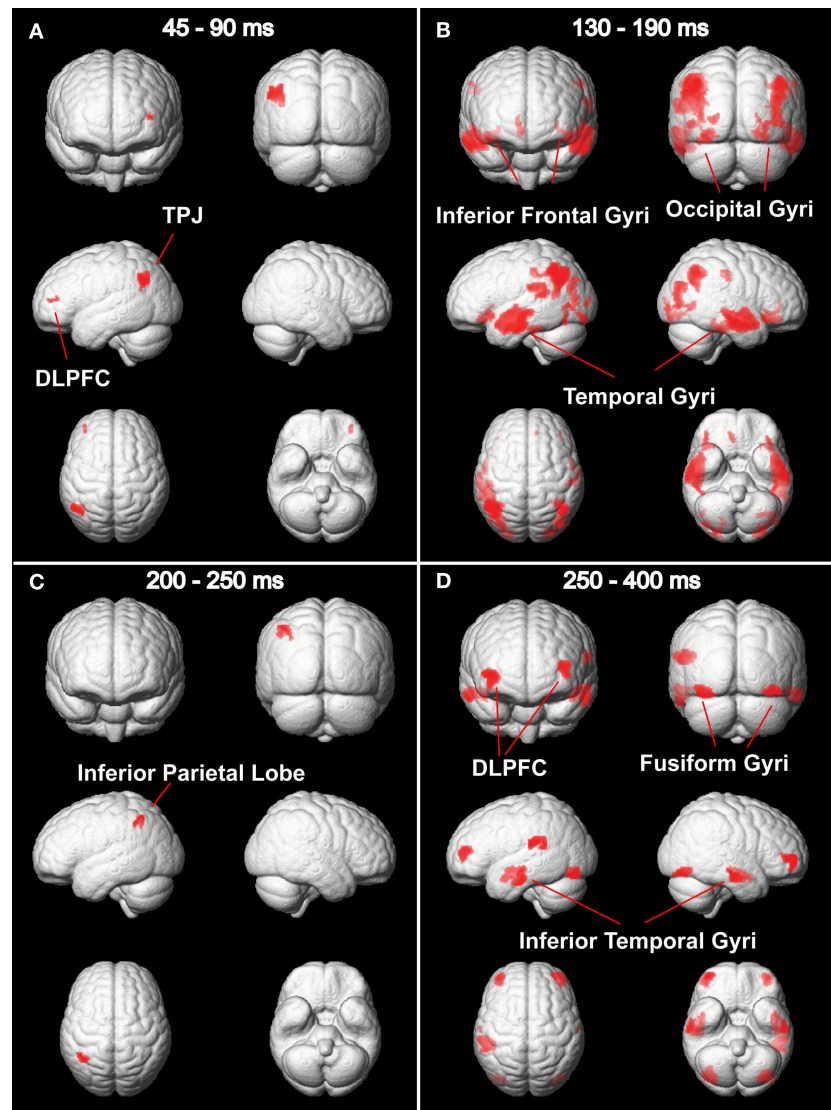 A
45 - 90 ms
TPJ
DLPFC
B
130 - 190 ms
Inferior Frontal Gyri
Occipital Gyri
Temporal Gyri
C
200 - 250 ms
Inferior Parietal Lobe
D
250 - 400 ms
DLPFC
Fusiform Gyri
Inferior Temporal Gyri